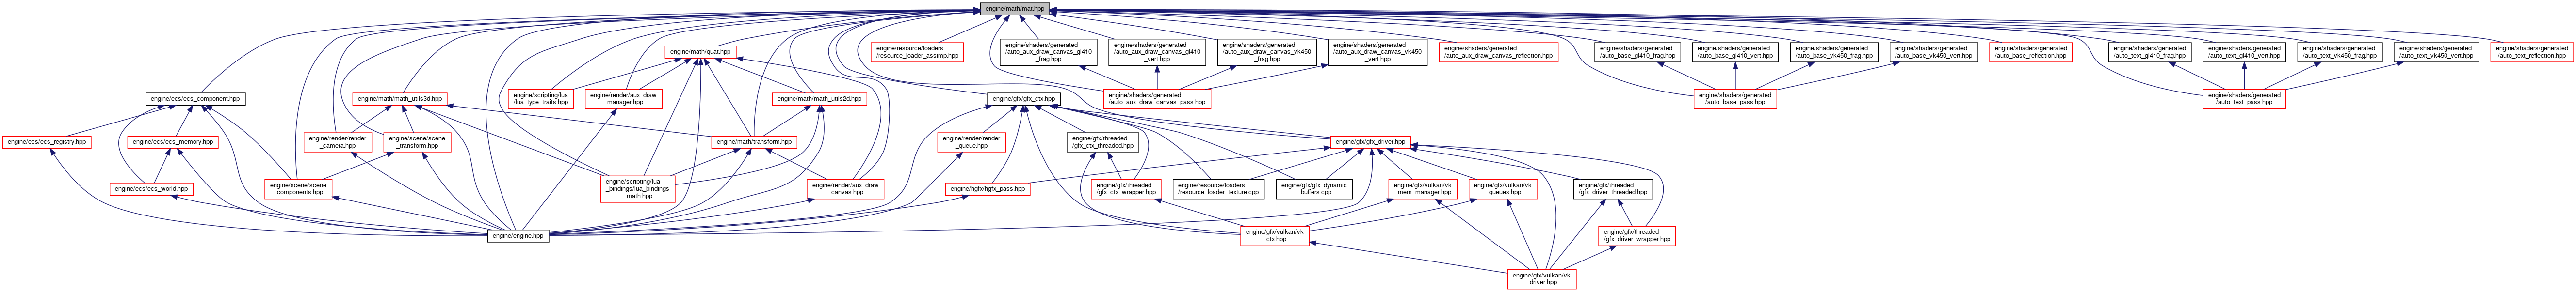 engine/math/mat.hpp
engine/math/quat.hpp
engine/resource/loaders
/resource_loader_assimp.hpp
engine/shaders/generated
/auto_aux_draw_canvas_gl410
_frag.hpp
engine/shaders/generated
/auto_aux_draw_canvas_gl410
_vert.hpp
engine/shaders/generated
/auto_aux_draw_canvas_vk450
_frag.hpp
engine/shaders/generated
/auto_aux_draw_canvas_vk450
_vert.hpp
engine/shaders/generated
/auto_aux_draw_canvas_reflection.hpp
engine/shaders/generated
/auto_base_gl410_frag.hpp
engine/shaders/generated
/auto_base_gl410_vert.hpp
engine/shaders/generated
/auto_base_vk450_frag.hpp
engine/shaders/generated
/auto_base_vk450_vert.hpp
engine/shaders/generated
/auto_base_reflection.hpp
engine/shaders/generated
/auto_text_gl410_frag.hpp
engine/shaders/generated
/auto_text_gl410_vert.hpp
engine/shaders/generated
/auto_text_vk450_frag.hpp
engine/shaders/generated
/auto_text_vk450_vert.hpp
engine/shaders/generated
/auto_text_reflection.hpp
engine/ecs/ecs_component.hpp
engine/math/math_utils3d.hpp
engine/scripting/lua
/lua_type_traits.hpp
engine/render/aux_draw
_manager.hpp
engine/math/math_utils2d.hpp
engine/gfx/gfx_ctx.hpp
engine/shaders/generated
/auto_aux_draw_canvas_pass.hpp
engine/shaders/generated
/auto_base_pass.hpp
engine/shaders/generated
/auto_text_pass.hpp
engine/ecs/ecs_registry.hpp
engine/ecs/ecs_memory.hpp
engine/render/render
_camera.hpp
engine/scene/scene
_transform.hpp
engine/math/transform.hpp
engine/render/render
_queue.hpp
engine/gfx/threaded
/gfx_ctx_threaded.hpp
engine/gfx/gfx_driver.hpp
engine/ecs/ecs_world.hpp
engine/scene/scene
_components.hpp
engine/scripting/lua
_bindings/lua_bindings
_math.hpp
engine/render/aux_draw
_canvas.hpp
engine/hgfx/hgfx_pass.hpp
engine/gfx/threaded
/gfx_ctx_wrapper.hpp
engine/resource/loaders
/resource_loader_texture.cpp
engine/gfx/gfx_dynamic
_buffers.cpp
engine/gfx/vulkan/vk
_mem_manager.hpp
engine/gfx/vulkan/vk
_queues.hpp
engine/gfx/threaded
/gfx_driver_threaded.hpp
engine/engine.hpp
engine/gfx/vulkan/vk
_ctx.hpp
engine/gfx/threaded
/gfx_driver_wrapper.hpp
engine/gfx/vulkan/vk
_driver.hpp